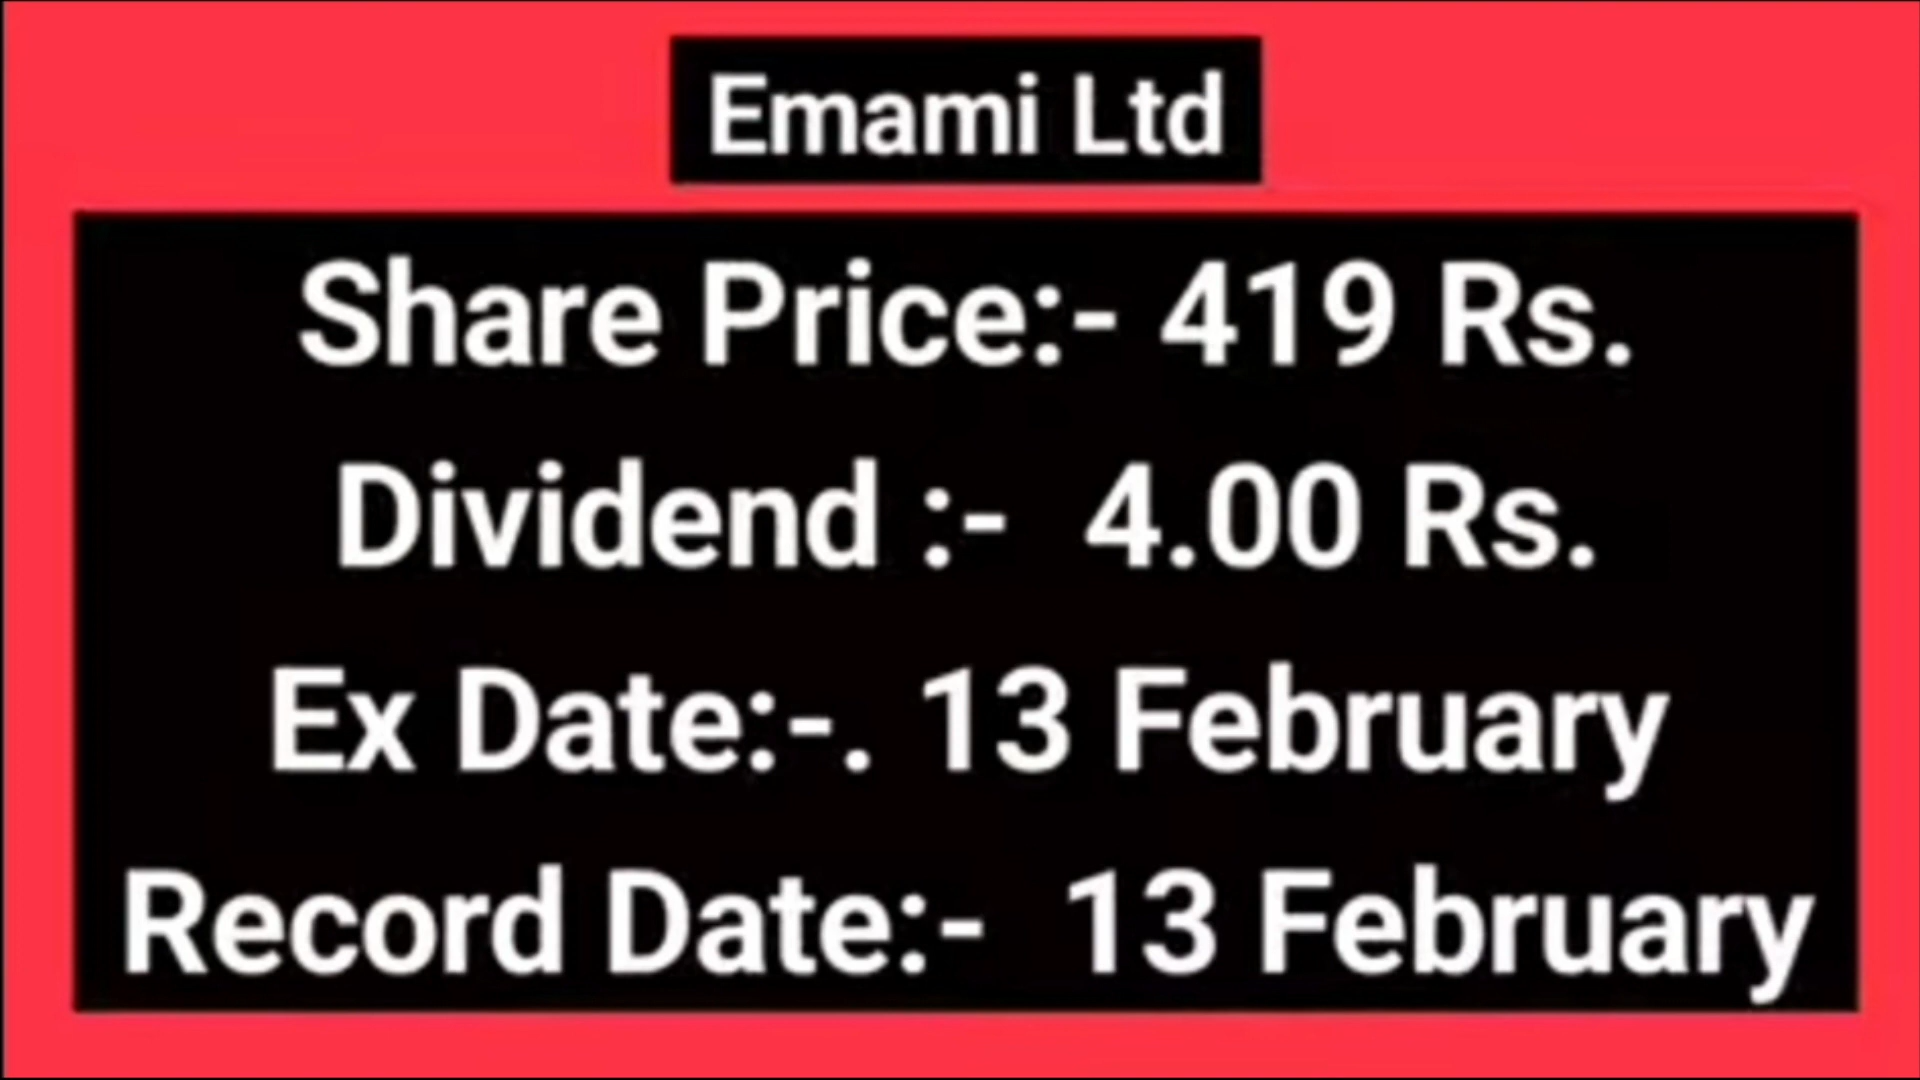 Emami Ltd
Share Price:- 419 Rs.
Dividend :- 4.00 Rs.
Ex Date:-. 13 February
Record Date:- 13 February